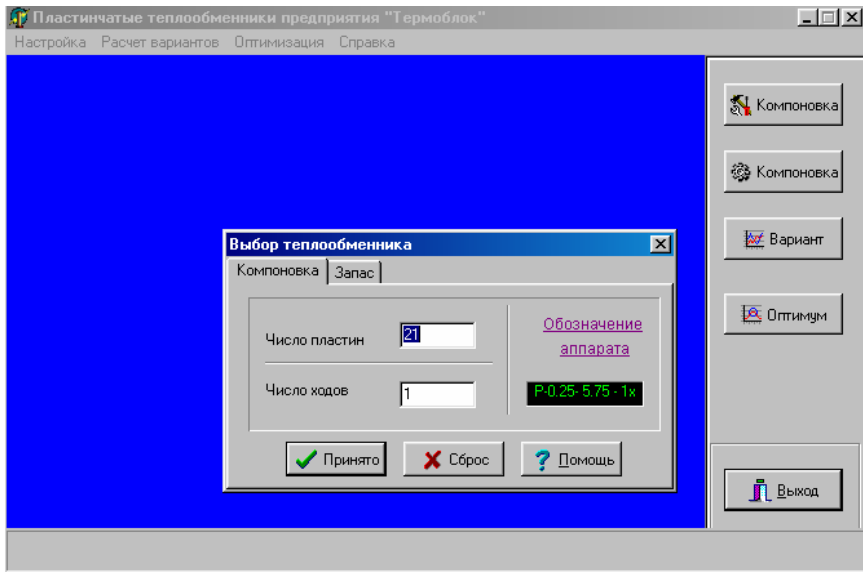 Пластинчатые теплообменники предприятия "Термоблок"
Настройка Расчет вариантов Оптимизация Справка
Компоновка
Компоновка
Вариант
Оптимум
Выход
Выбор теплообменника
Компоновка Запас
Число пластин 21
Число ходов 1
Обозначение
аппарата
Р-0.25- 5.75 - 1х
Принято Сброс Помощь